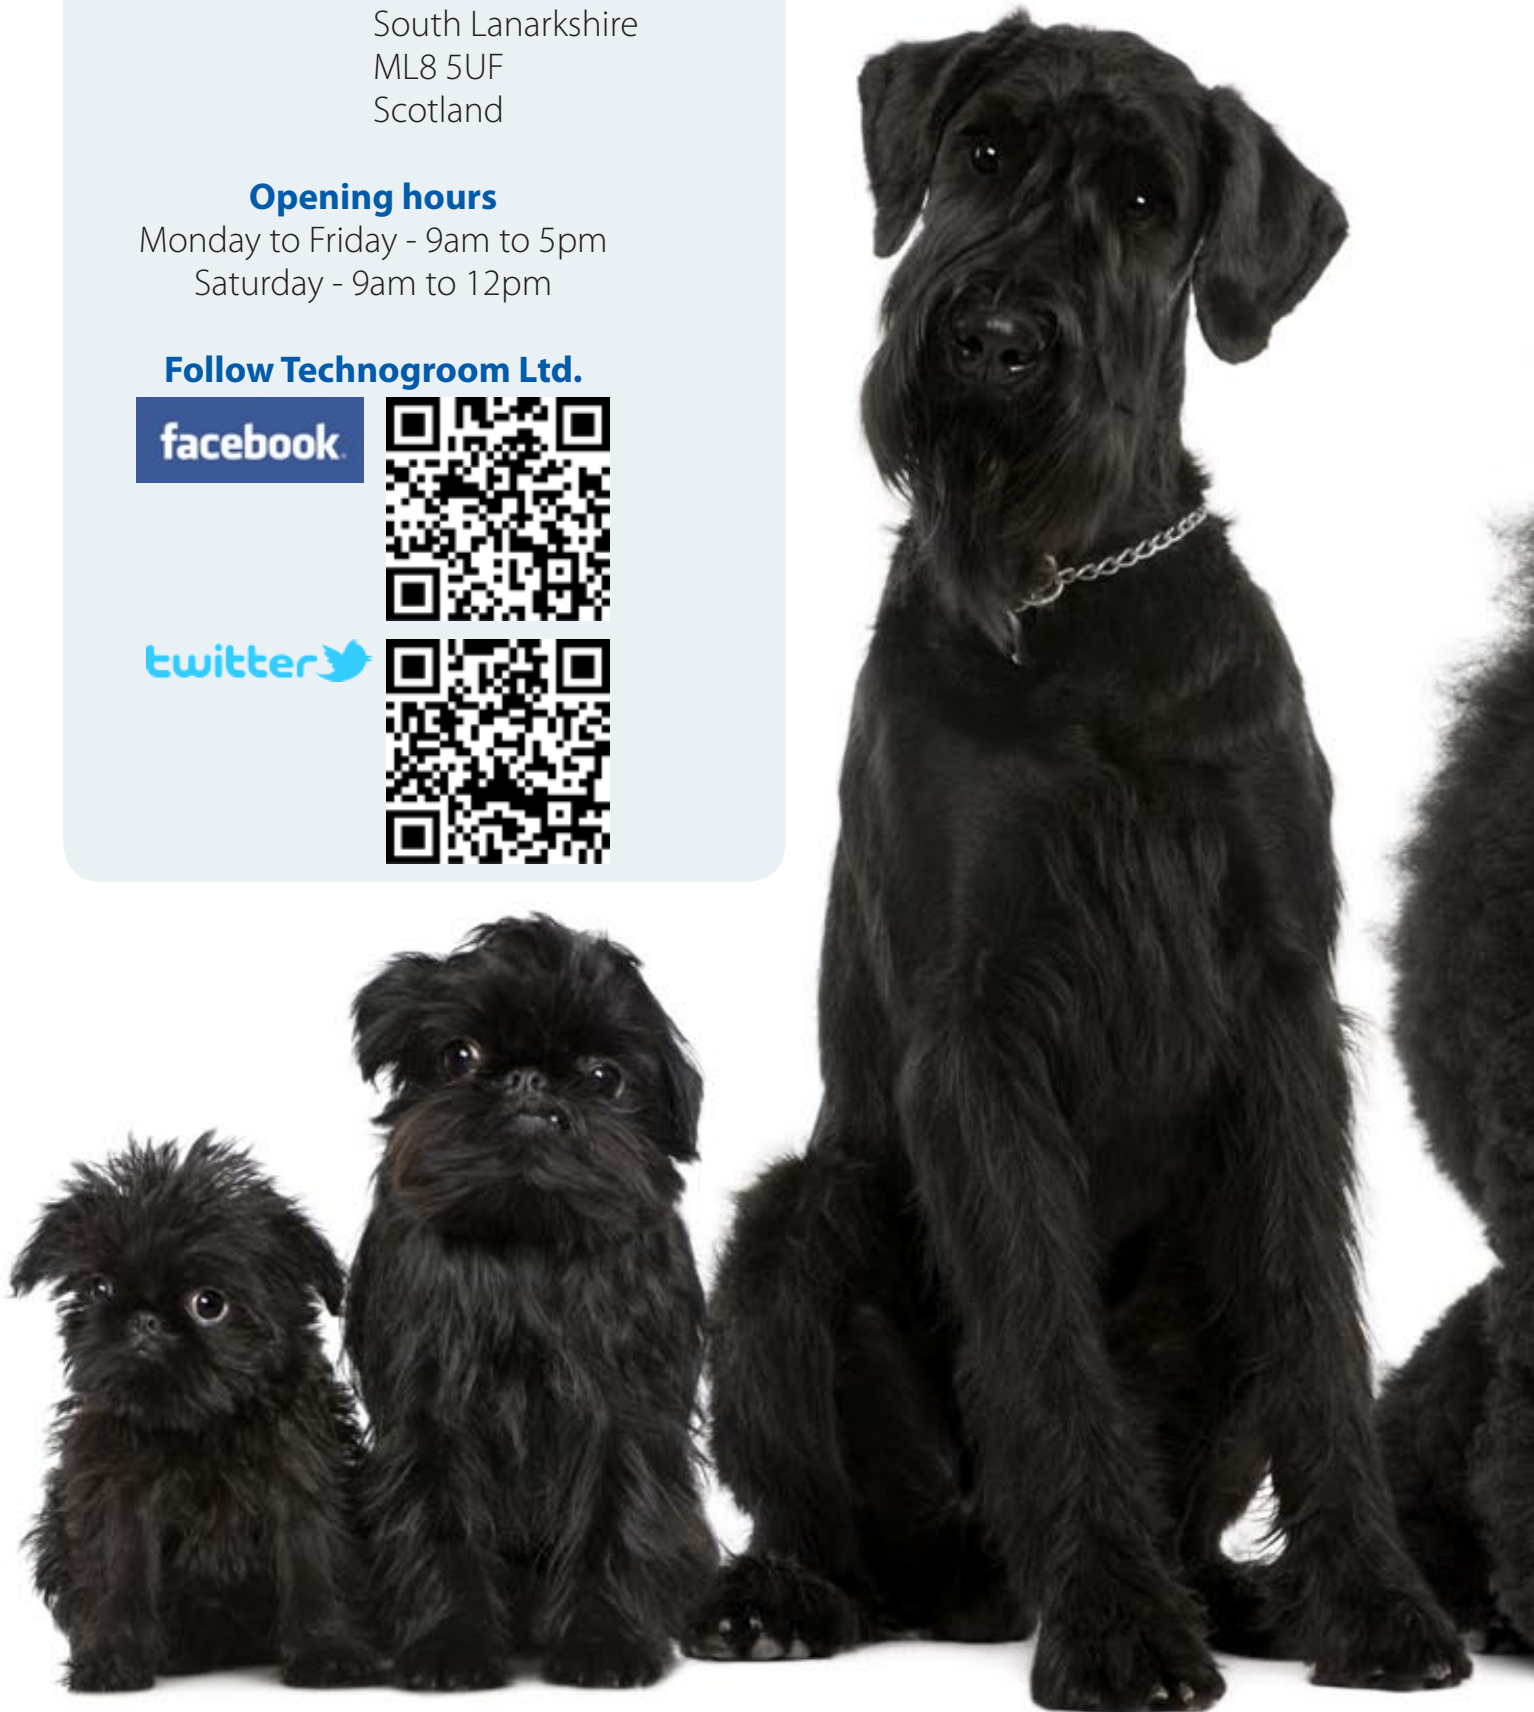 South Lanarkshire
ML8 5UF
Scotland
Opening hours
Monday to Friday - 9am to 5pm
Saturday - 9am to 12pm
Follow Technogroom Ltd.
facebook.
twitter